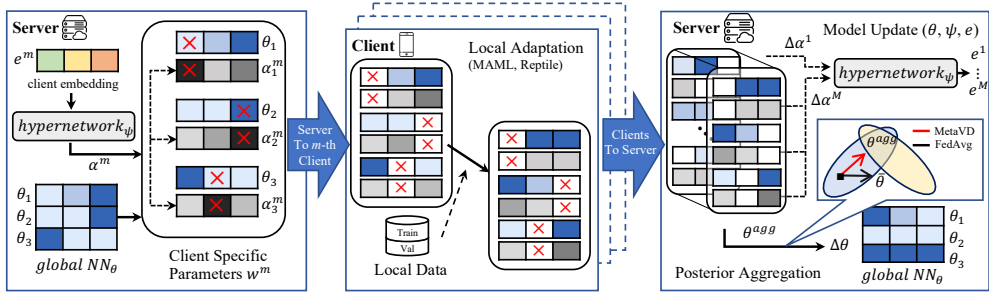 Server
e^m
client embedding
hypernetwork_ψ
α^m
θ_1
θ_2
θ_3
global NN_θ
θ_1
α_1^m
θ_2
α_2^m
θ_3
α_3^m
Client Specific
Parameters w^m
Server
To m-th
Client
Client
Local Adaptation
(MAML, Reptile)
Train
Val
Local Data
Clients
To Server
Server
Model Update (θ, ψ, e)
Δα^1
Δα^M
hypernetwork_ψ
e^1
⋮
e^M
MetaVD
FedAvg
θ^agg
θ̄
θ^agg
Δθ
Posterior Aggregation
θ_1
θ_2
θ_3
global NN_θ